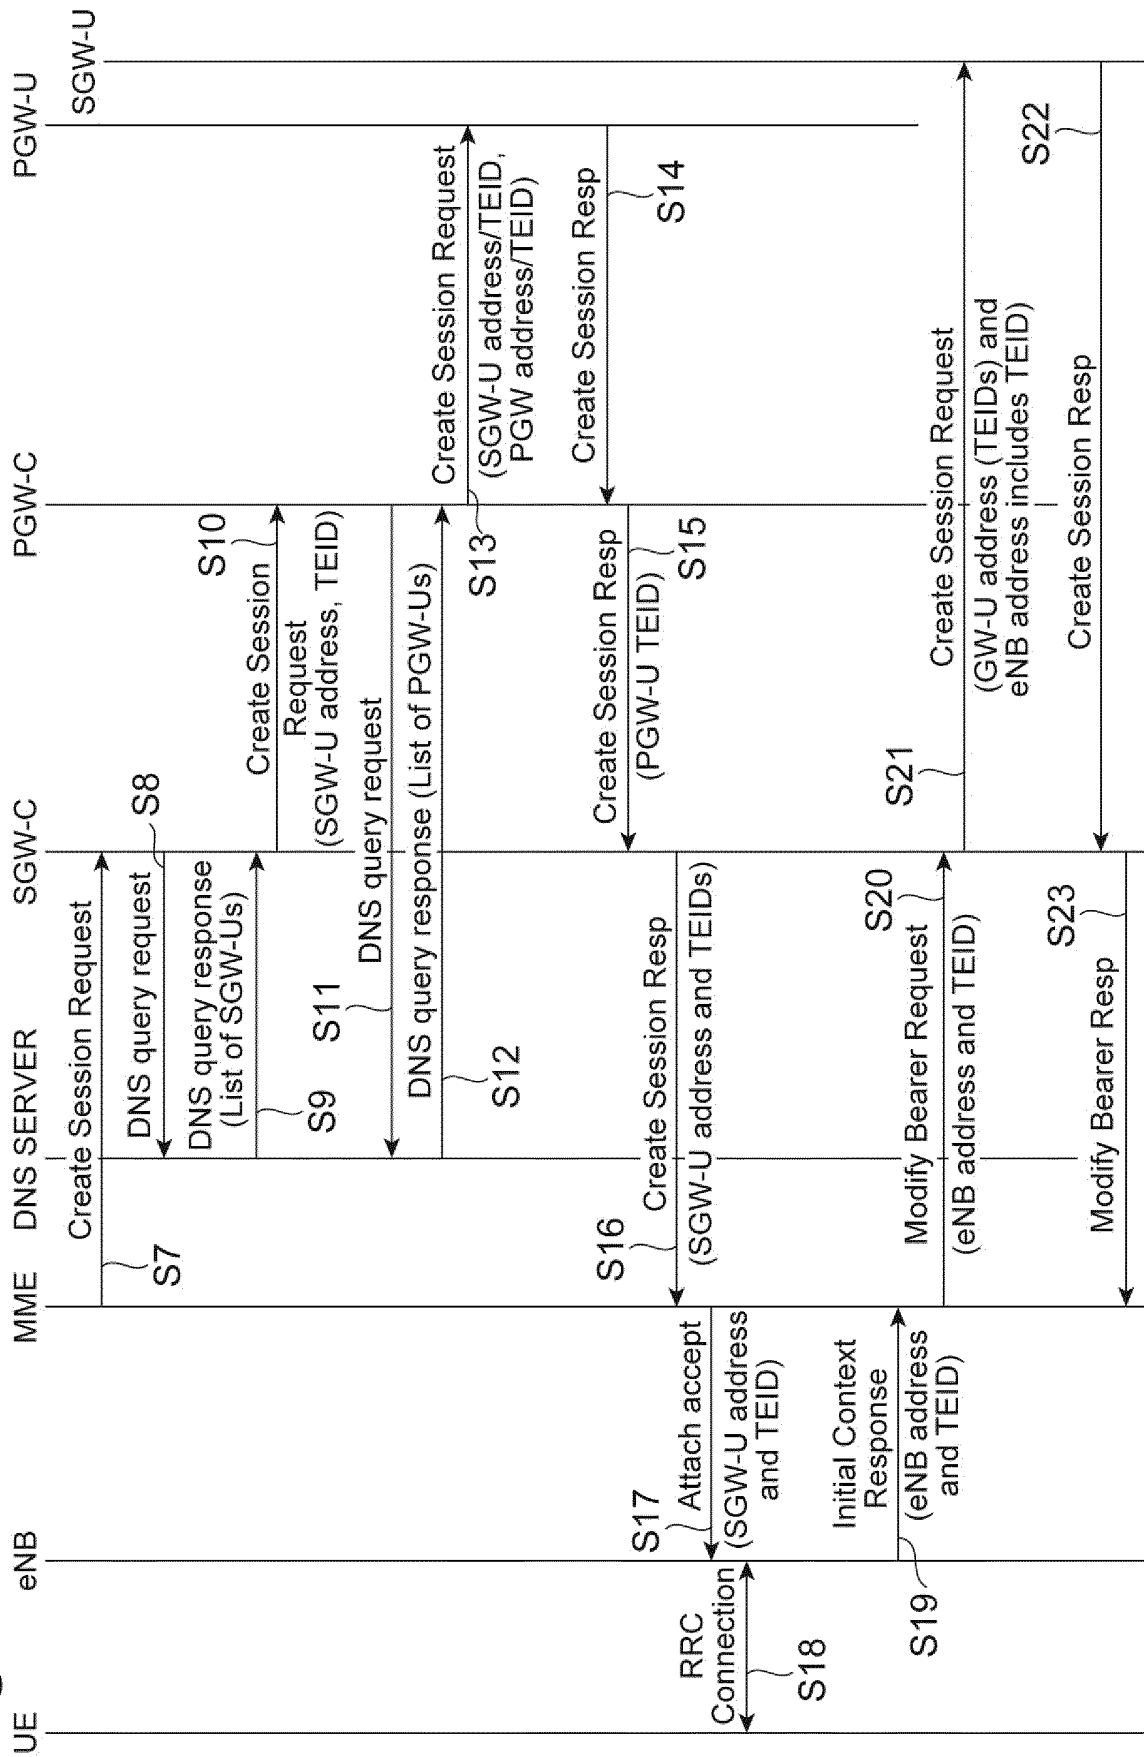 UE
eNB
MME
DNS SERVER
SGW-C
PGW-C
PGW-U
SGW-U
Create Session Request
S7
DNS query request
S8
DNS query response
(List of SGW-Us)
S9
Create Session
Request
(SGW-U address, TEID)
S10
DNS query request
S11
DNS query response (List of PGW-Us)
S12
Create Session Request
(SGW-U address/TEID,
PGW address/TEID)
S13
Create Session Resp
S14
Create Session Resp
(PGW-U TEID)
S15
Create Session Resp
(SGW-U address and TEIDs)
S16
Attach accept
(SGW-U address
and TEID)
S17
RRC
Connection
S18
Initial Context
Response
(eNB address
and TEID)
S19
Modify Bearer Request
(eNB address and TEID)
S20
Create Session Request
(GW-U address (TEIDs) and
eNB address includes TEID)
S21
Create Session Resp
S22
Modify Bearer Resp
S23